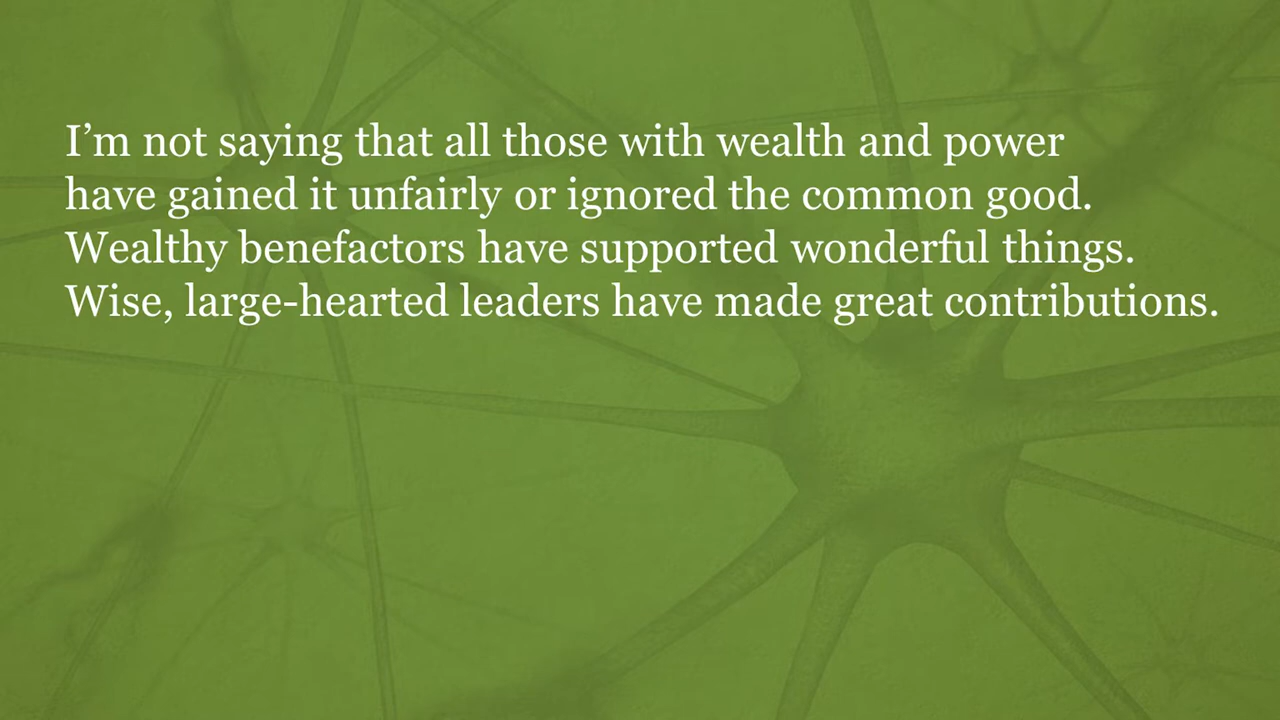 I’m not saying that all those with wealth and power
have gained it unfairly or ignored the common good.
Wealthy benefactors have supported wonderful things.
Wise, large-hearted leaders have made great contributions.